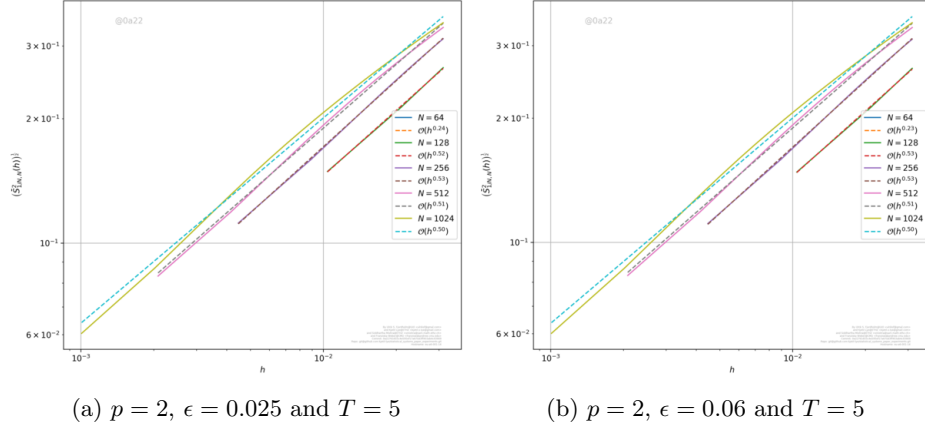 @0a22
@0a22
3 × 10⁻¹
2 × 10⁻¹
10⁻¹
6 × 10⁻²
10⁻³
10⁻²
h
N = 64
𝒪(h^0.24)
N = 128
𝒪(h^0.52)
N = 256
𝒪(h^0.53)
N = 512
𝒪(h^0.51)
N = 1024
𝒪(h^0.50)
3 × 10⁻¹
2 × 10⁻¹
10⁻¹
6 × 10⁻²
10⁻³
10⁻²
h
N = 64
𝒪(h^0.23)
N = 128
𝒪(h^0.53)
N = 256
𝒪(h^0.53)
N = 512
𝒪(h^0.51)
N = 1024
𝒪(h^0.50)
(a) p = 2, ϵ = 0.025 and T = 5
(b) p = 2, ϵ = 0.06 and T = 5